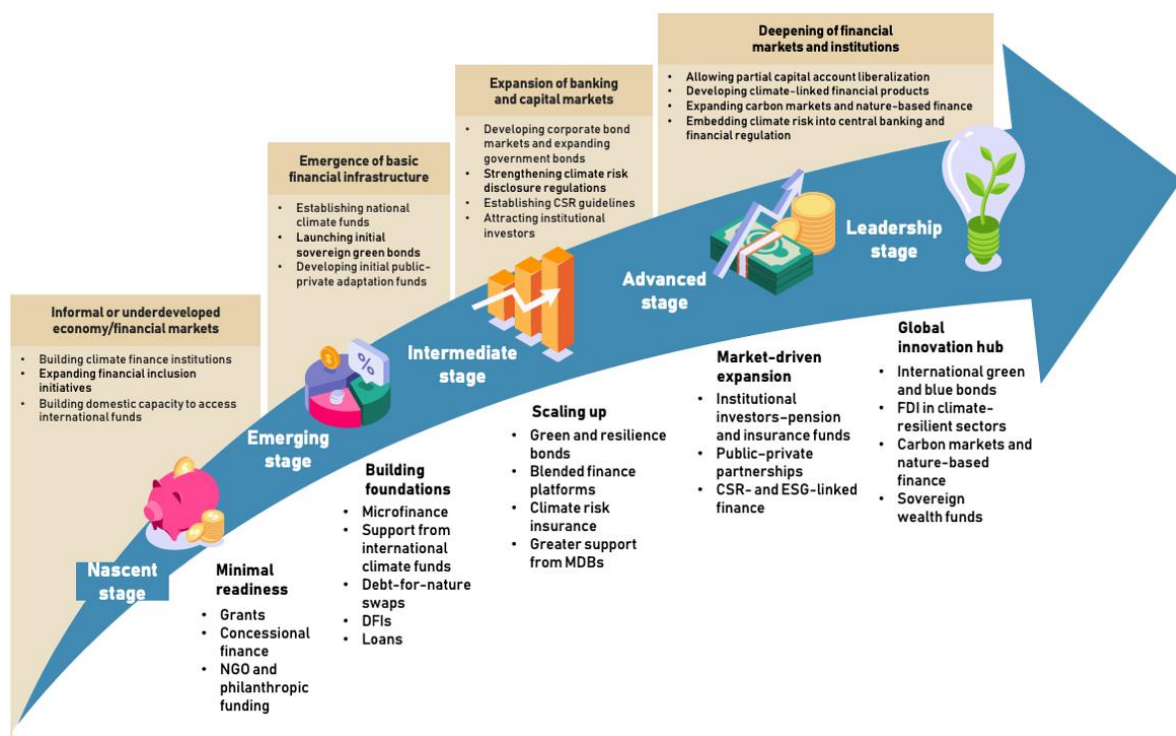 Deepening of financial
markets and institutions
• Allowing partial capital account liberalization
• Developing climate-linked financial products
• Expanding carbon markets and nature-based finance
• Embedding climate risk into central banking and
financial regulation
Expansion of banking
and capital markets
• Developing corporate bond
markets and expanding
government bonds
• Strengthening climate risk
disclosure regulations
• Establishing CSR guidelines
• Attracting institutional
investors
Emergence of basic
financial infrastructure
• Establishing national
climate funds
• Launching initial
sovereign green bonds
• Developing initial public-
private adaptation funds
Informal or underdeveloped
economy/financial markets
• Building climate finance institutions
• Expanding financial inclusion
initiatives
• Building domestic capacity to access
international funds
Nascent
stage
Emerging
stage
%
$
Intermediate
stage
Advanced
stage
Leadership
stage
Minimal
readiness
• Grants
• Concessional
finance
• NGO and
philanthropic
funding
Building
foundations
• Microfinance
• Support from
international
climate funds
• Debt-for-nature
swaps
• DFIs
• Loans
Scaling up
• Green and resilience
bonds
• Blended finance
platforms
• Climate risk
insurance
• Greater support
from MDBs
Market-driven
expansion
• Institutional
investors–pension
and insurance funds
• Public–private
partnerships
• CSR- and ESG-linked
finance
Global
innovation hub
• International green
and blue bonds
• FDI in climate-
resilient sectors
• Carbon markets and
nature-based
finance
• Sovereign
wealth funds